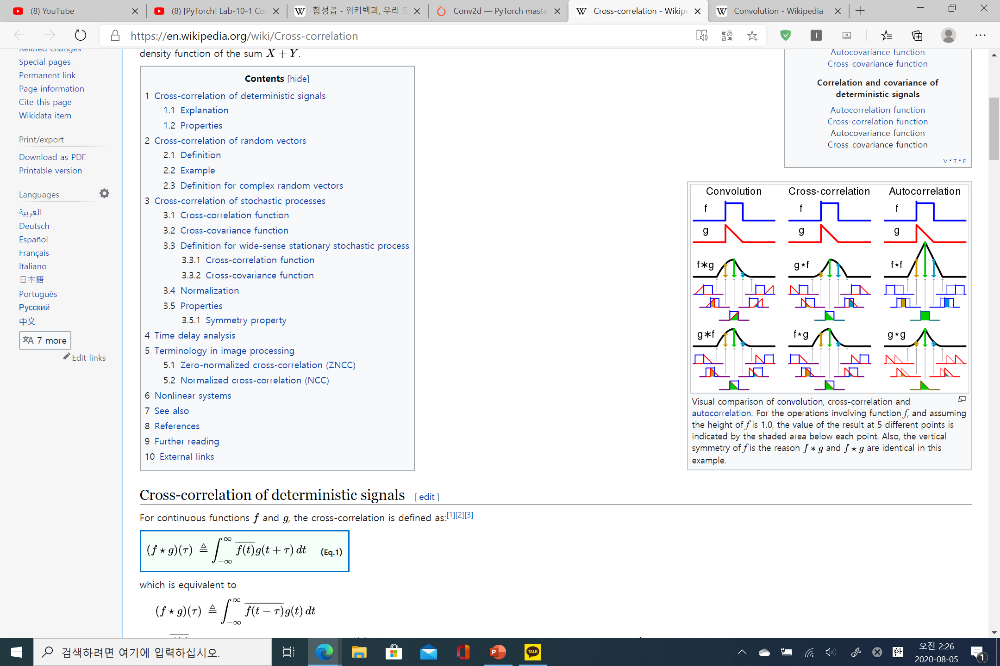 (8) YouTube
(8) [PyTorch] Lab-10-1 Co
합성곱 - 위키백과, 우리 모
Conv2d — PyTorch maste
Cross-correlation - Wikipe
Convolution - Wikipedia
https://en.wikipedia.org/wiki/Cross-correlation
Related changes
Special pages
Permanent link
Page information
Cite this page
Wikidata item
Print/export
Download as PDF
Printable version
Languages
العربية
Deutsch
Español
Français
Italiano
日本語
Português
Русский
中文
7 more
Edit links
density function of the sum X + Y.
Contents [hide]
1 Cross-correlation of deterministic signals
1.1 Explanation
1.2 Properties
2 Cross-correlation of random vectors
2.1 Definition
2.2 Example
2.3 Definition for complex random vectors
3 Cross-correlation of stochastic processes
3.1 Cross-correlation function
3.2 Cross-covariance function
3.3 Definition for wide-sense stationary stochastic process
3.3.1 Cross-correlation function
3.3.2 Cross-covariance function
3.4 Normalization
3.5 Properties
3.5.1 Symmetry property
4 Time delay analysis
5 Terminology in image processing
5.1 Zero-normalized cross-correlation (ZNCC)
5.2 Normalized cross-correlation (NCC)
6 Nonlinear systems
7 See also
8 References
9 Further reading
10 External links
Autocovariance function
Cross-covariance function
Correlation and covariance of
deterministic signals
Autocorrelation function
Cross-correlation function
Autocovariance function
Cross-covariance function
V • T • E
Convolution Cross-correlation Autocorrelation
f f f
g g g
f∗g g⋆f f⋆f
g∗f f⋆g g⋆g
Visual comparison of convolution, cross-correlation and
autocorrelation. For the operations involving function f, and assuming
the height of f is 1.0, the value of the result at 5 different points is
indicated by the shaded area below each point. Also, the vertical
symmetry of f is the reason f ∗ g and f ⋆ g are identical in this
example.
Cross-correlation of deterministic signals [ edit ]
For continuous functions f and g, the cross-correlation is defined as:[1][2][3]
(f ⋆ g)(τ) ≜ ∫_{−∞}^{∞} \overline{f(t)} g(t + τ) dt (Eq.1)
which is equivalent to
(f ⋆ g)(τ) ≜ ∫_{−∞}^{∞} \overline{f(t − τ)} g(t) dt
검색하려면 여기에 입력하십시오.
TALK
한
오전 2:26
2020-08-05
1